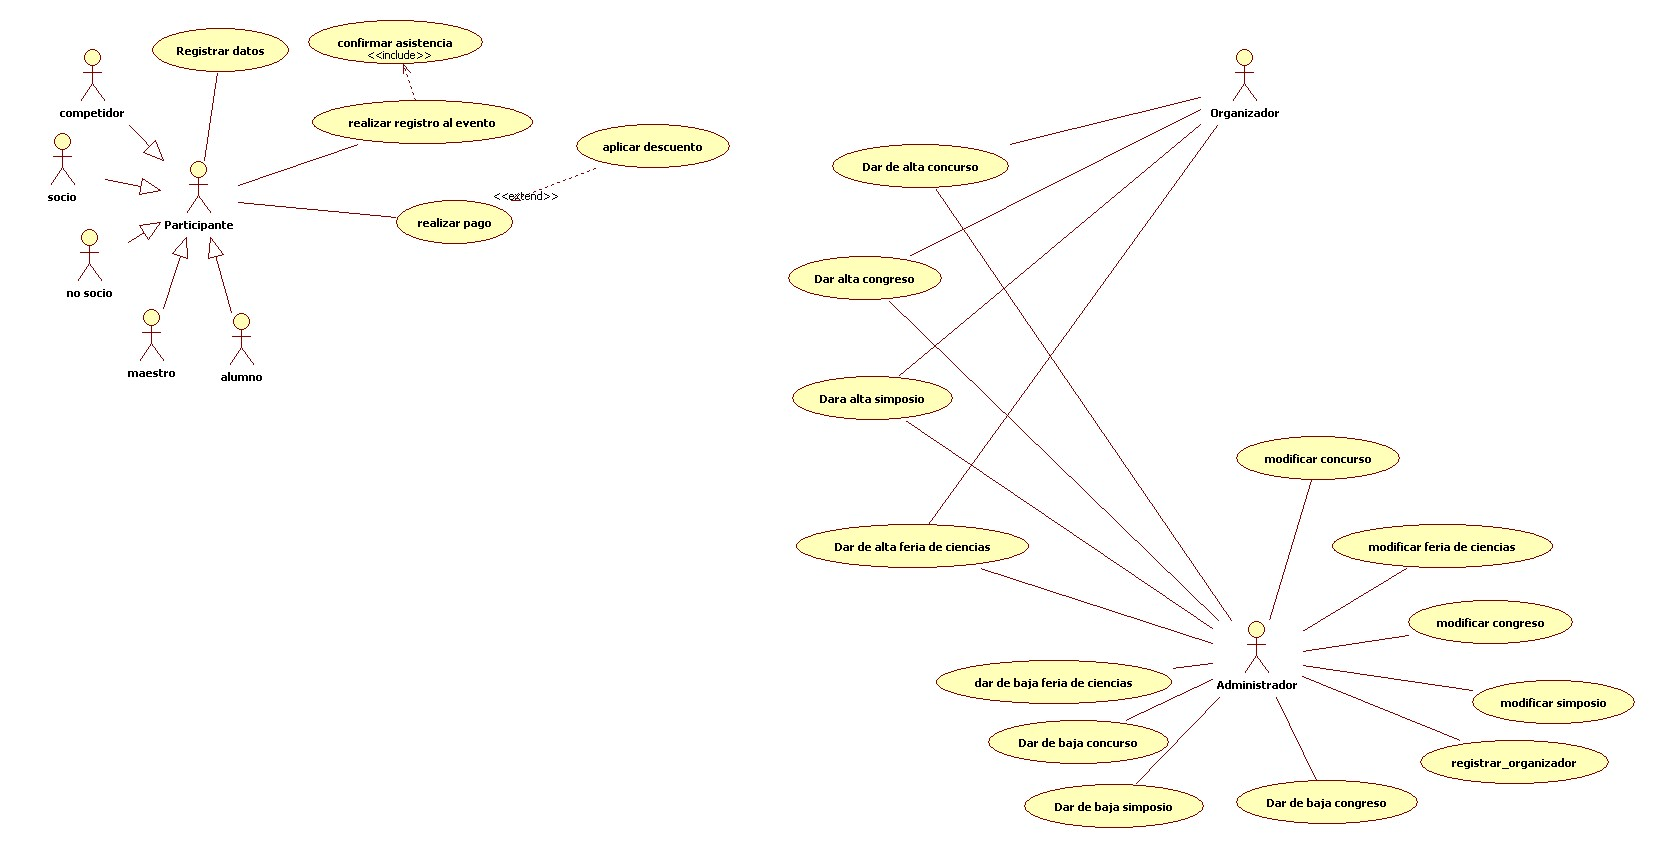 Registrar datos
confirmar asistencia
<<include>>
competidor
realizar registro al evento
aplicar descuento
socio
<<extend>>
realizar pago
Participante
no socio
maestro
alumno
Organizador
Dar de alta concurso
Dar alta congreso
Dara alta simposio
Dar de alta feria de ciencias
modificar concurso
modificar feria de ciencias
modificar congreso
Administrador
dar de baja feria de ciencias
modificar simposio
Dar de baja concurso
registrar_organizador
Dar de baja simposio
Dar de baja congreso